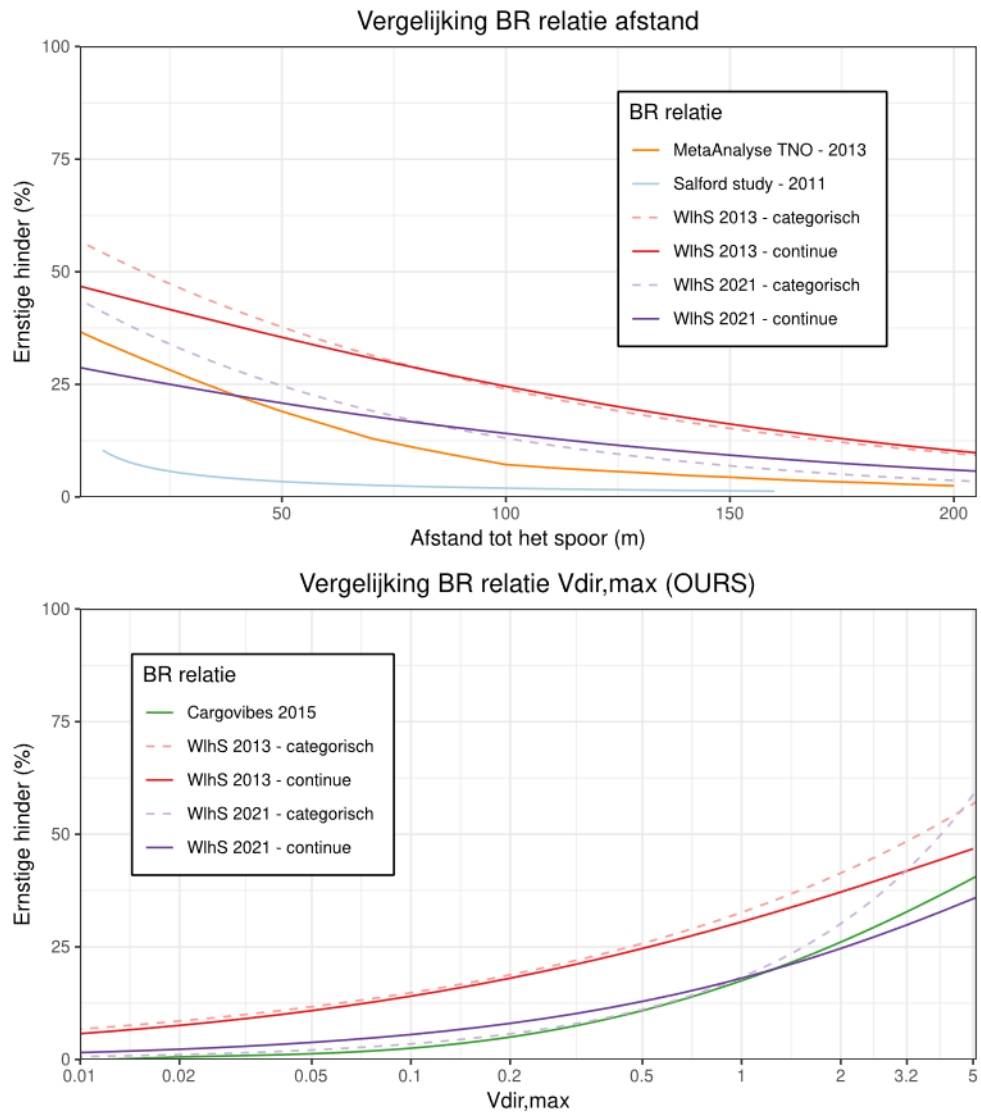 Vergelijking BR relatie afstand
100
75
50
25
0
Ernstige hinder (%)
BR relatie
MetaAnalyse TNO - 2013
Salford study - 2011
WlhS 2013 - categorisch
WlhS 2013 - continue
WlhS 2021 - categorisch
WlhS 2021 - continue
50 100 150 200
Afstand tot het spoor (m)
Vergelijking BR relatie Vdir,max (OURS)
100
75
50
25
0
Ernstige hinder (%)
BR relatie
Cargovibes 2015
WlhS 2013 - categorisch
WlhS 2013 - continue
WlhS 2021 - categorisch
WlhS 2021 - continue
0.01 0.02 0.05 0.1 0.2 0.5 1 2 3.2 5
Vdir,max